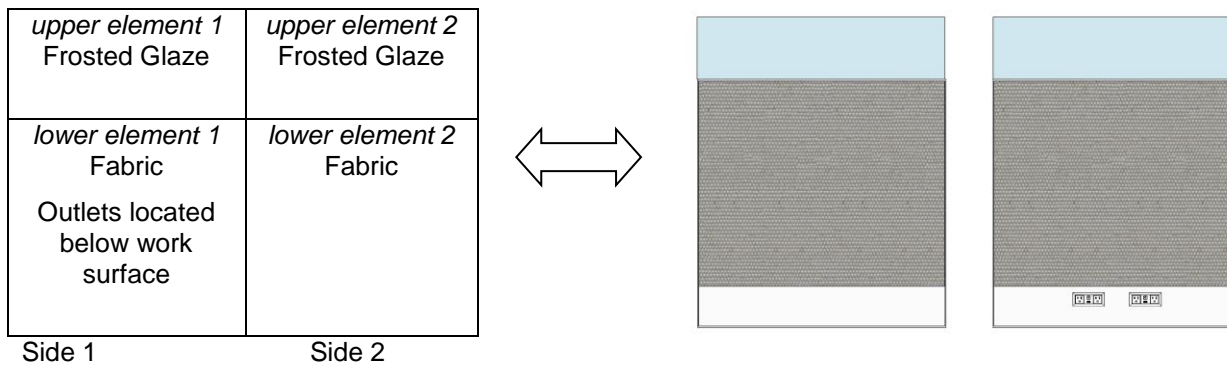 upper element 1
Frosted Glaze
upper element 2
Frosted Glaze
lower element 1
Fabric
Outlets located
below work
surface
lower element 2
Fabric
Side 1
Side 2